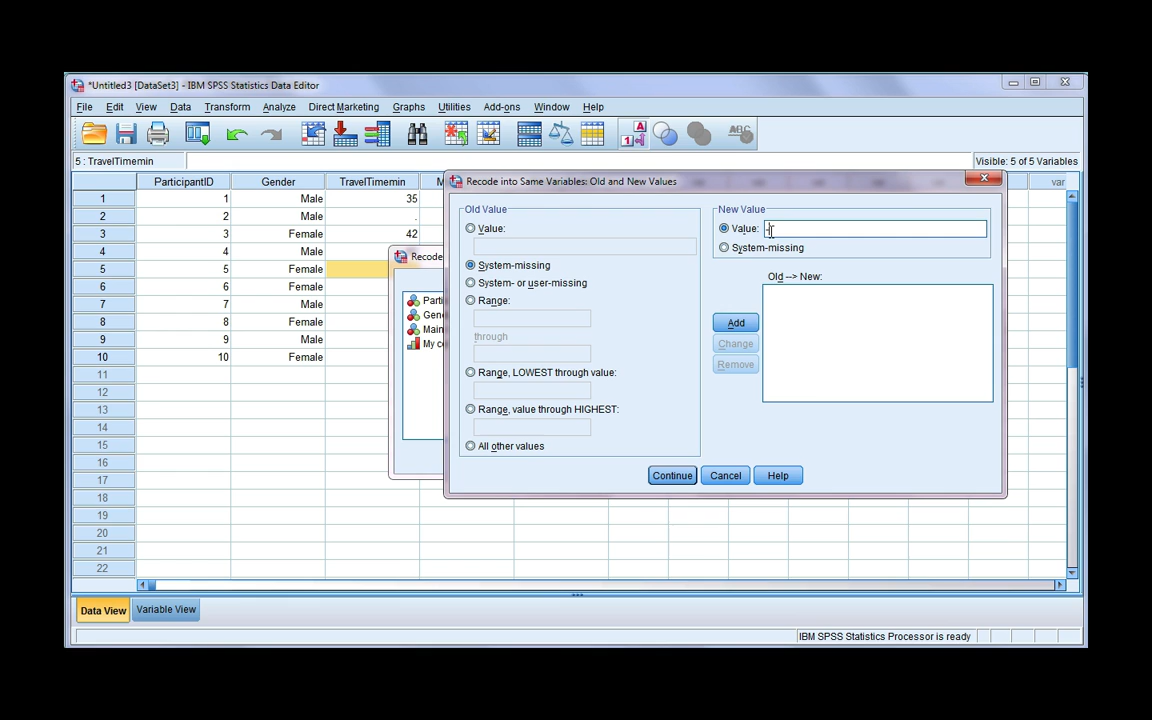 *Untitled3 [DataSet3] - IBM SPSS Statistics Data Editor
File Edit View Data Transform Analyze Direct Marketing Graphs Utilities Add-ons Window Help
5 : TravelTimemin
Visible: 5 of 5 Variables
ParticipantID Gender TravelTimemin M var
1 1 Male 35
2 2 Male .
3 3 Female 42
4 4 Male
5 5 Female
6 6 Female
7 7 Male
8 8 Female
9 9 Male
10 10 Female
11
12
13
14
15
16
17
18
19
20
21
22
Recode
Parti
Gen
Main
My c
Recode into Same Variables: Old and New Values
Old Value
Value:
System-missing
System- or user-missing
Range:
through
Range, LOWEST through value:
Range, value through HIGHEST:
All other values
New Value
Value: -
System-missing
Old --> New:
Add
Change
Remove
Continue Cancel Help
Data View Variable View
IBM SPSS Statistics Processor is ready